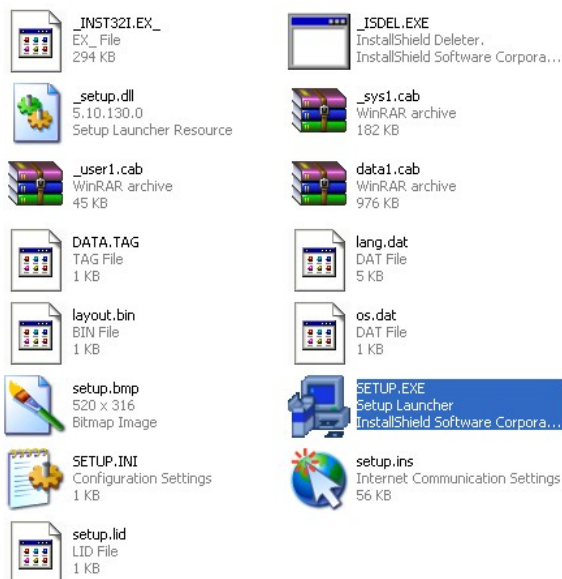 _INST32I.EX_
EX_ File
294 KB
_ISDEL.EXE
InstallShield Deleter.
InstallShield Software Corpora...
_setup.dll
5.10.130.0
Setup Launcher Resource
_sys1.cab
WinRAR archive
182 KB
_user1.cab
WinRAR archive
45 KB
data1.cab
WinRAR archive
976 KB
DATA.TAG
TAG File
1 KB
lang.dat
DAT File
5 KB
layout.bin
BIN File
1 KB
os.dat
DAT File
1 KB
setup.bmp
520 x 316
Bitmap Image
SETUP.EXE
Setup Launcher
InstallShield Software Corpora...
SETUP.INI
Configuration Settings
1 KB
setup.ins
Internet Communication Settings
56 KB
setup.lid
LID File
1 KB